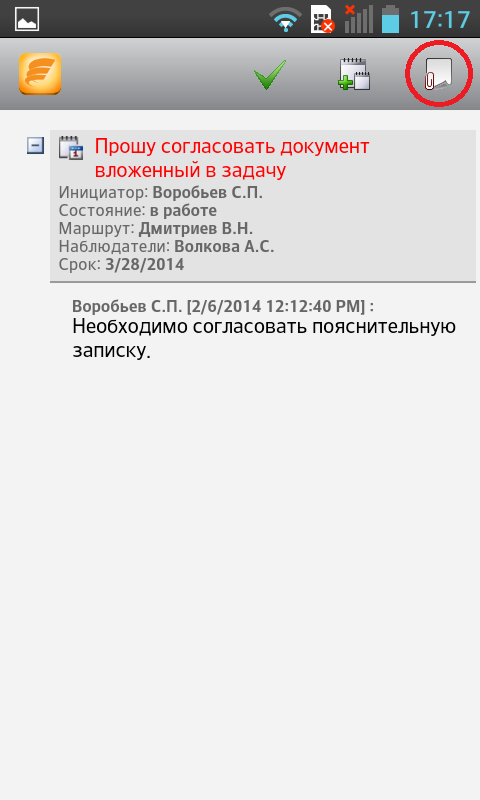 17:17
Прошу согласовать документ
вложенный в задачу
Инициатор: Воробьев С.П.
Состояние: в работе
Маршрут: Дмитриев В.Н.
Наблюдатели: Волкова А.С.
Срок: 3/28/2014
Воробьев С.П. [2/6/2014 12:12:40 PM] :
Необходимо согласовать пояснительную
записку.